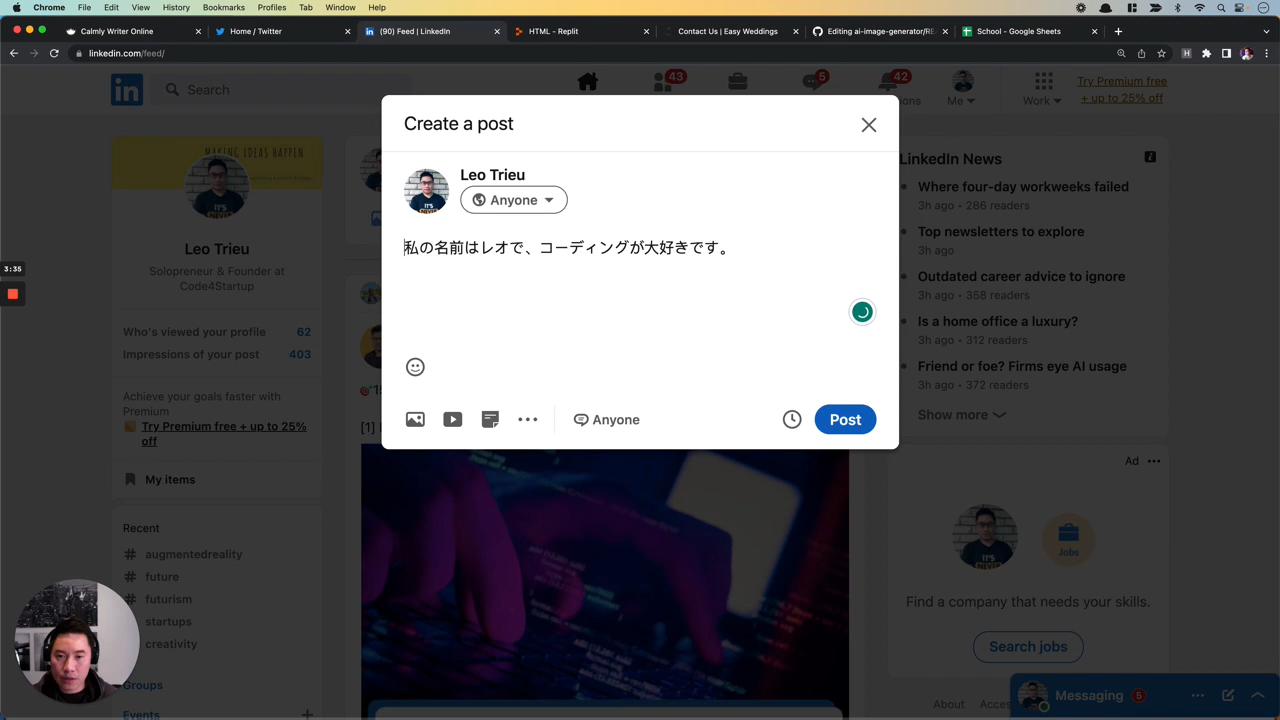 Chrome File Edit View History Bookmarks Profiles Tab Window Help
Calmly Writer Online
Home / Twitter
(90) Feed | LinkedIn
HTML - Replit
Contact Us | Easy Weddings
Editing ai-image-generator/RE
School - Google Sheets
linkedin.com/feed/
Search
43
5
42
Me
Work
Try Premium free
+ up to 25% off
MAKING IDEAS HAPPEN
Leo Trieu
Solopreneur & Founder at
Code4Startup
Who's viewed your profile 62
Impressions of your post 403
Achieve your goals faster with
Premium
Try Premium free + up to 25%
off
My items
Recent
# augmentedreality
# future
# futurism
startups
creativity
Groups
Events
3:35
Create a post
Leo Trieu
Anyone
私の名前はレオで、コーディングが大好きです。
Anyone
Post
[1]
LinkedIn News
Where four-day workweeks failed
3h ago • 286 readers
Top newsletters to explore
3h ago
Outdated career advice to ignore
3h ago • 358 readers
Is a home office a luxury?
3h ago • 312 readers
Friend or foe? Firms eye AI usage
3h ago • 372 readers
Show more
Ad
IT'S
Jobs
Find a company that needs your skills.
Search jobs
Messaging 5
About